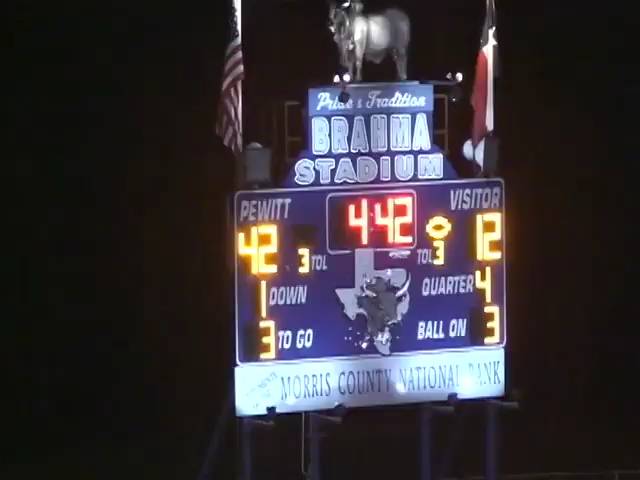 Pride & Tradition
BRAHMA
STADIUM
PEWITT 4:42 VISITOR
42 3 TOL TOL 3 12
1 DOWN QUARTER 4
3 TO GO BALL ON 3
MORRIS COUNTY NATIONAL BANK